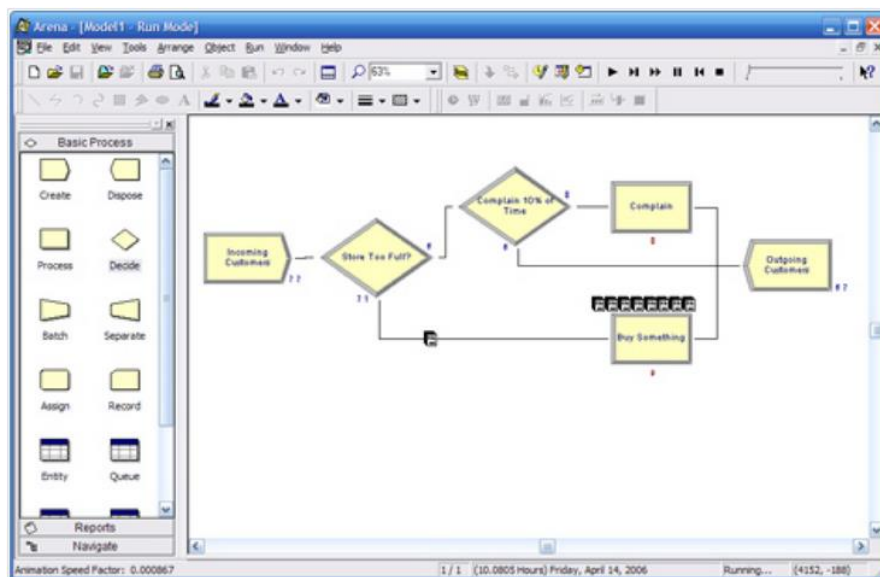 Arena - [Model1 - Run Mode]
File Edit View Tools Arrange Object Run Window Help
63%
Basic Process
Create Dispose
Process Decide
Batch Separate
Assign Record
Entity Queue
Reports
Navigate
Incoming
Customers
Store Too Full?
Complain 10% of
Time
Complain
Buy Something
Outgoing
Customers
Animation Speed Factor: 0.000867 1/1 (10.0805 Hours) Friday, April 14, 2006 Running... (4152, -188)